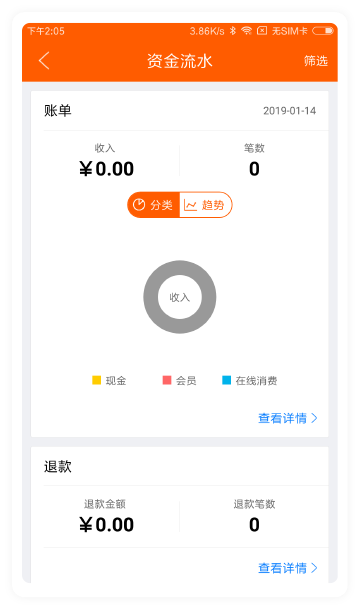 下午2:05 3.86K/s 无SIM卡
资金流水 筛选
账单 2019-01-14
收入 笔数
￥0.00 0
分类 趋势
收入
现金 会员 在线消费
查看详情
退款
退款金额 退款笔数
￥0.00 0
查看详情